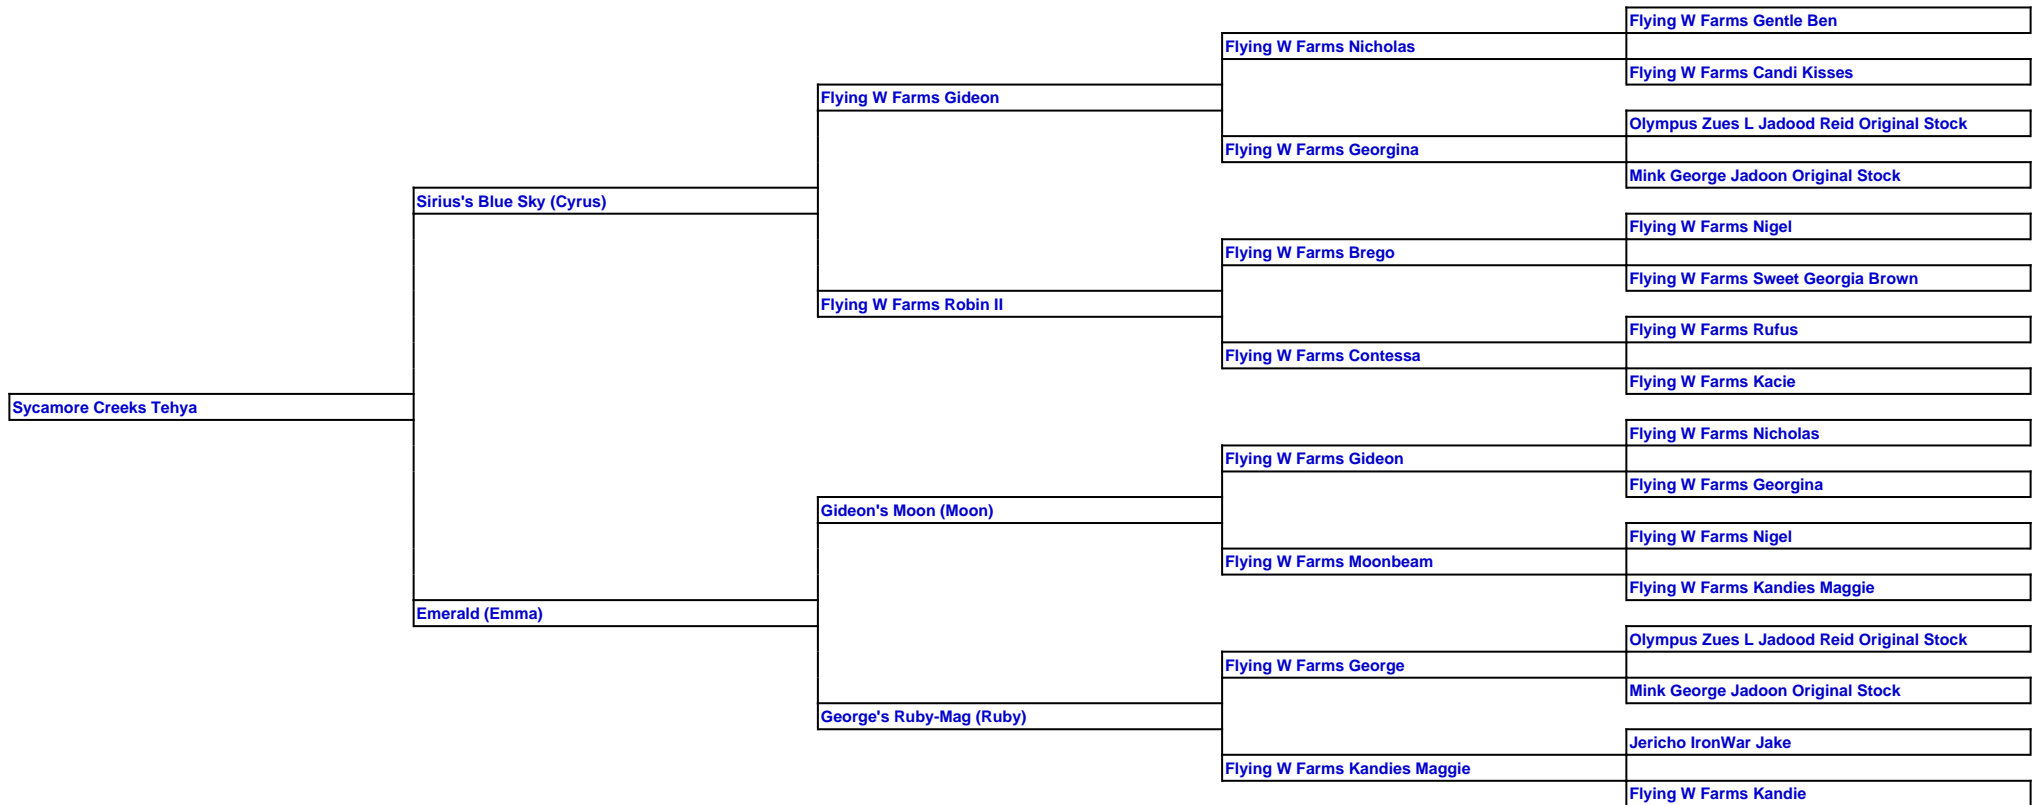 Flying W Farms Gentle Ben
Flying W Farms Nicholas
Flying W Farms Candi Kisses
Flying W Farms Gideon
Olympus Zues L Jadood Reid Original Stock
Flying W Farms Georgina
Mink George Jadoon Original Stock
Sirius's Blue Sky (Cyrus)
Flying W Farms Nigel
Flying W Farms Brego
Flying W Farms Sweet Georgia Brown
Flying W Farms Robin II
Flying W Farms Rufus
Flying W Farms Contessa
Flying W Farms Kacie
Sycamore Creeks Tehya
Flying W Farms Nicholas
Flying W Farms Gideon
Flying W Farms Georgina
Gideon's Moon (Moon)
Flying W Farms Nigel
Flying W Farms Moonbeam
Flying W Farms Kandies Maggie
Emerald (Emma)
Olympus Zues L Jadood Reid Original Stock
Flying W Farms George
Mink George Jadoon Original Stock
George's Ruby-Mag (Ruby)
Jericho IronWar Jake
Flying W Farms Kandies Maggie
Flying W Farms Kandie